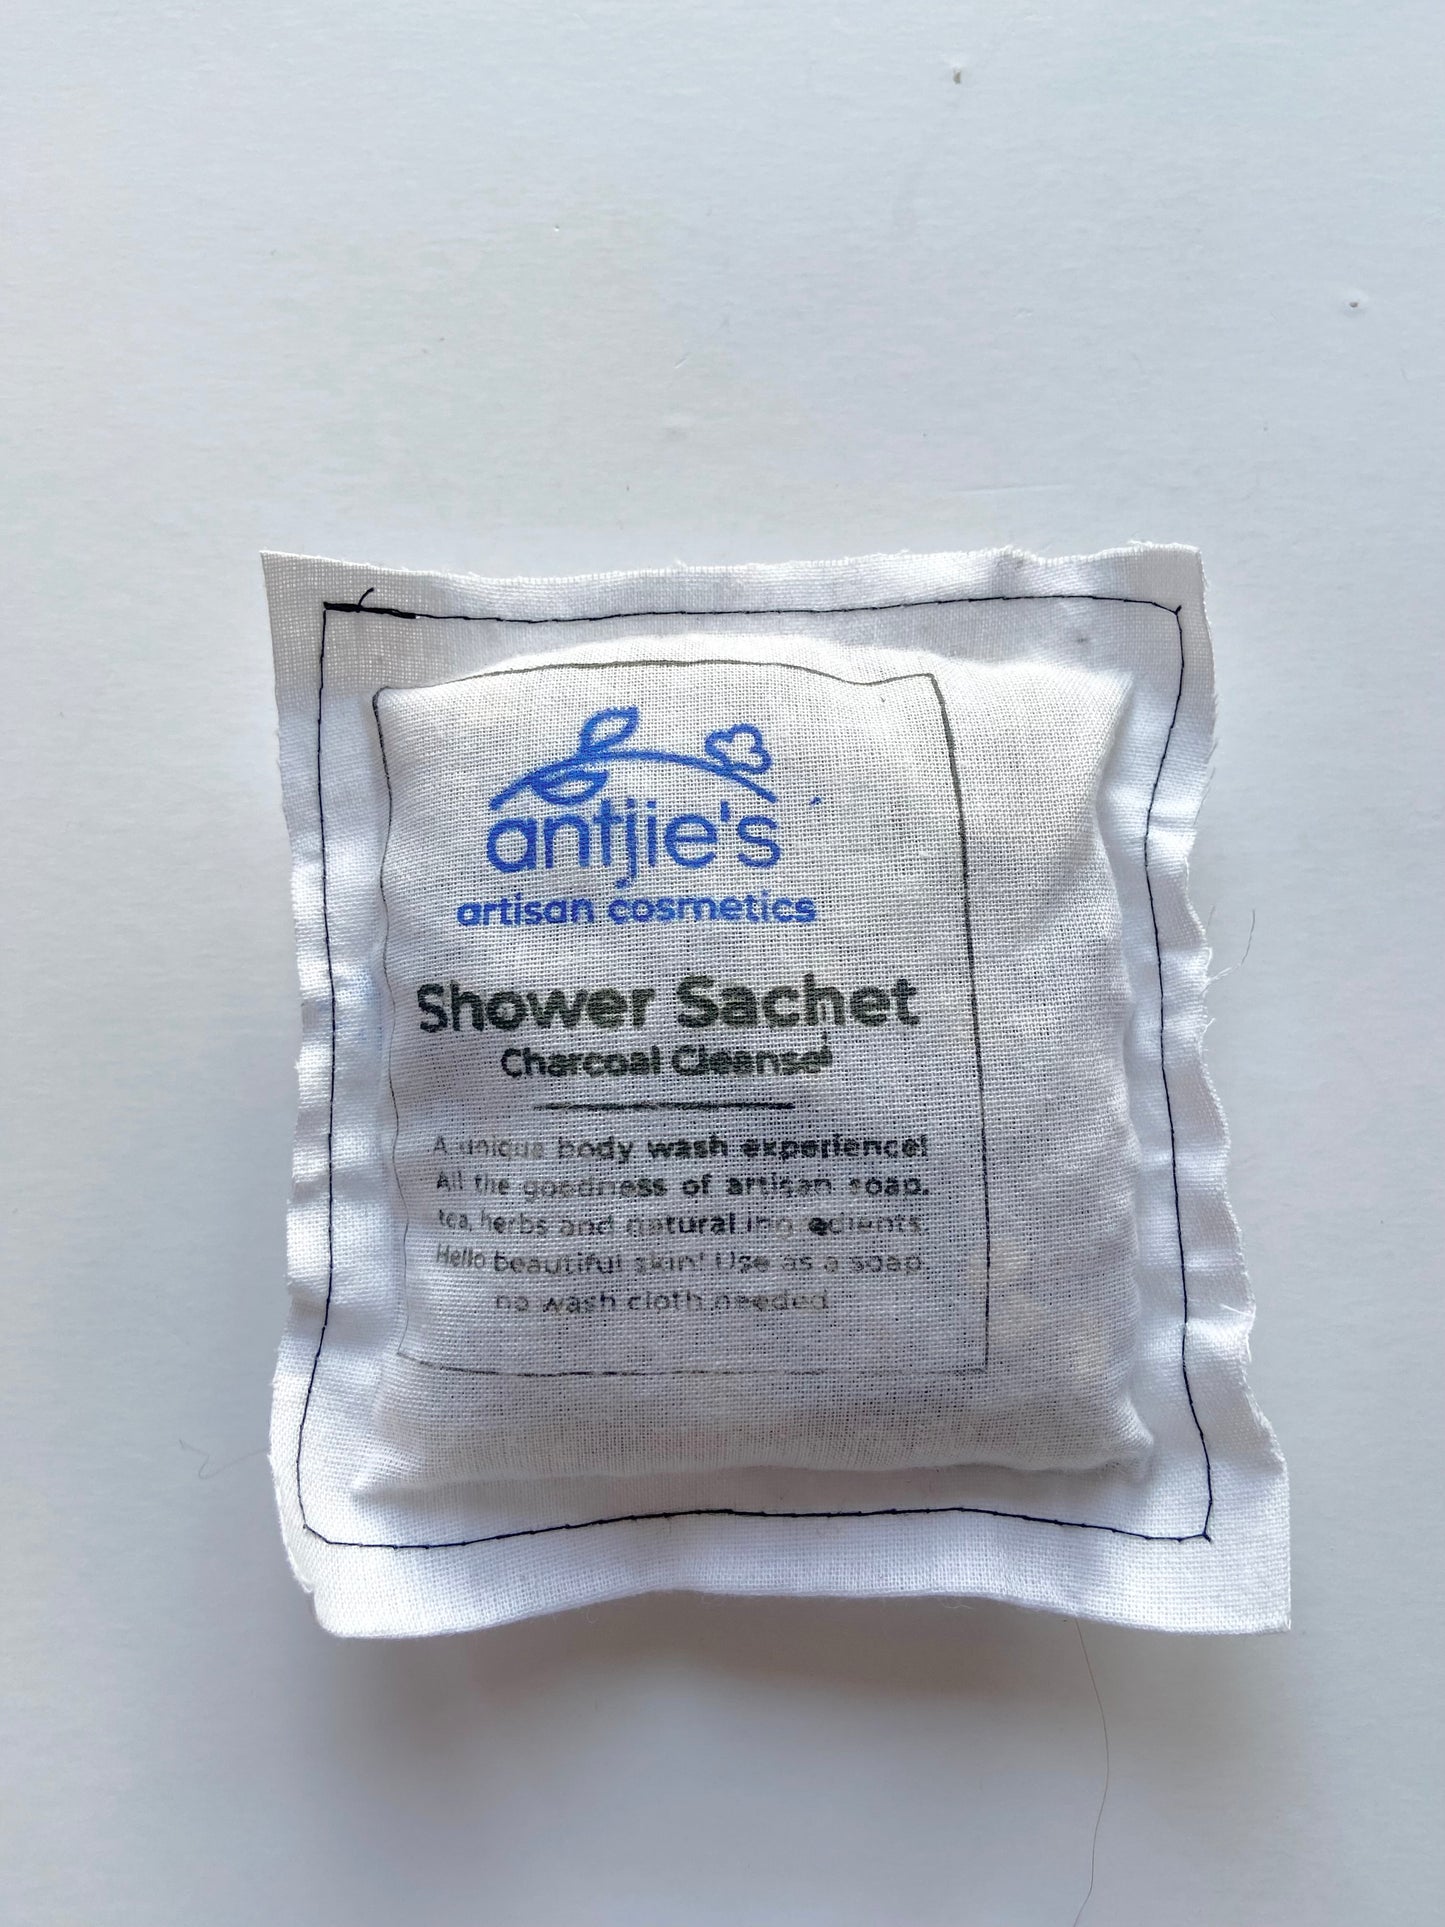 antjie's
artisan cosmetics
Shower Sachet
Charcoal Cleanse
A unique body wash experience!
All the goodness of artisan soap,
tea, herbs and natural ingredients.
Hello beautiful skin! Use as a soap,
no wash cloth needed